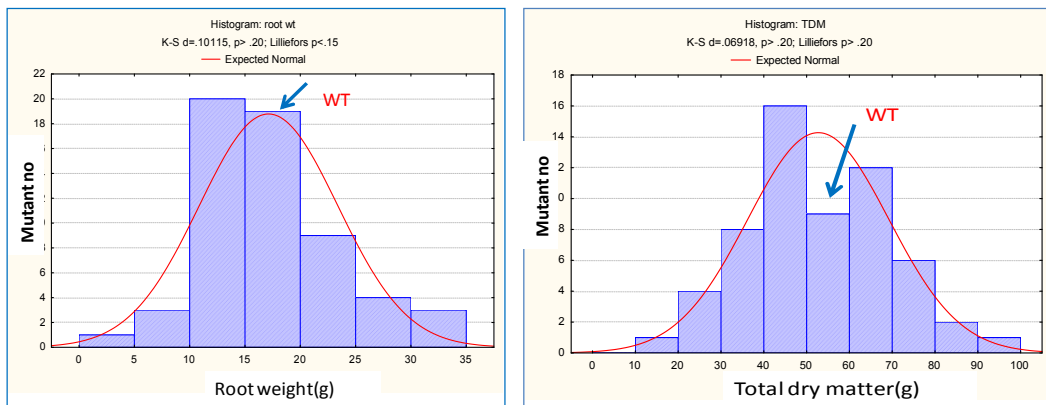 Histogram: root wt
K-S d=.10115, p> .20; Lilliefors p<.15
Expected Normal
WT
22
20
18
8
6
4
2
0
Mutant no
0 5 10 15 20 25 30 35
Root weight(g)
Histogram: TDM
K-S d=.06918, p> .20; Lilliefors p> .20
Expected Normal
WT
18
16
14
2
0
8
6
4
2
0
Mutant no
0 10 20 30 40 50 60 70 80 90 100
Total dry matter(g)